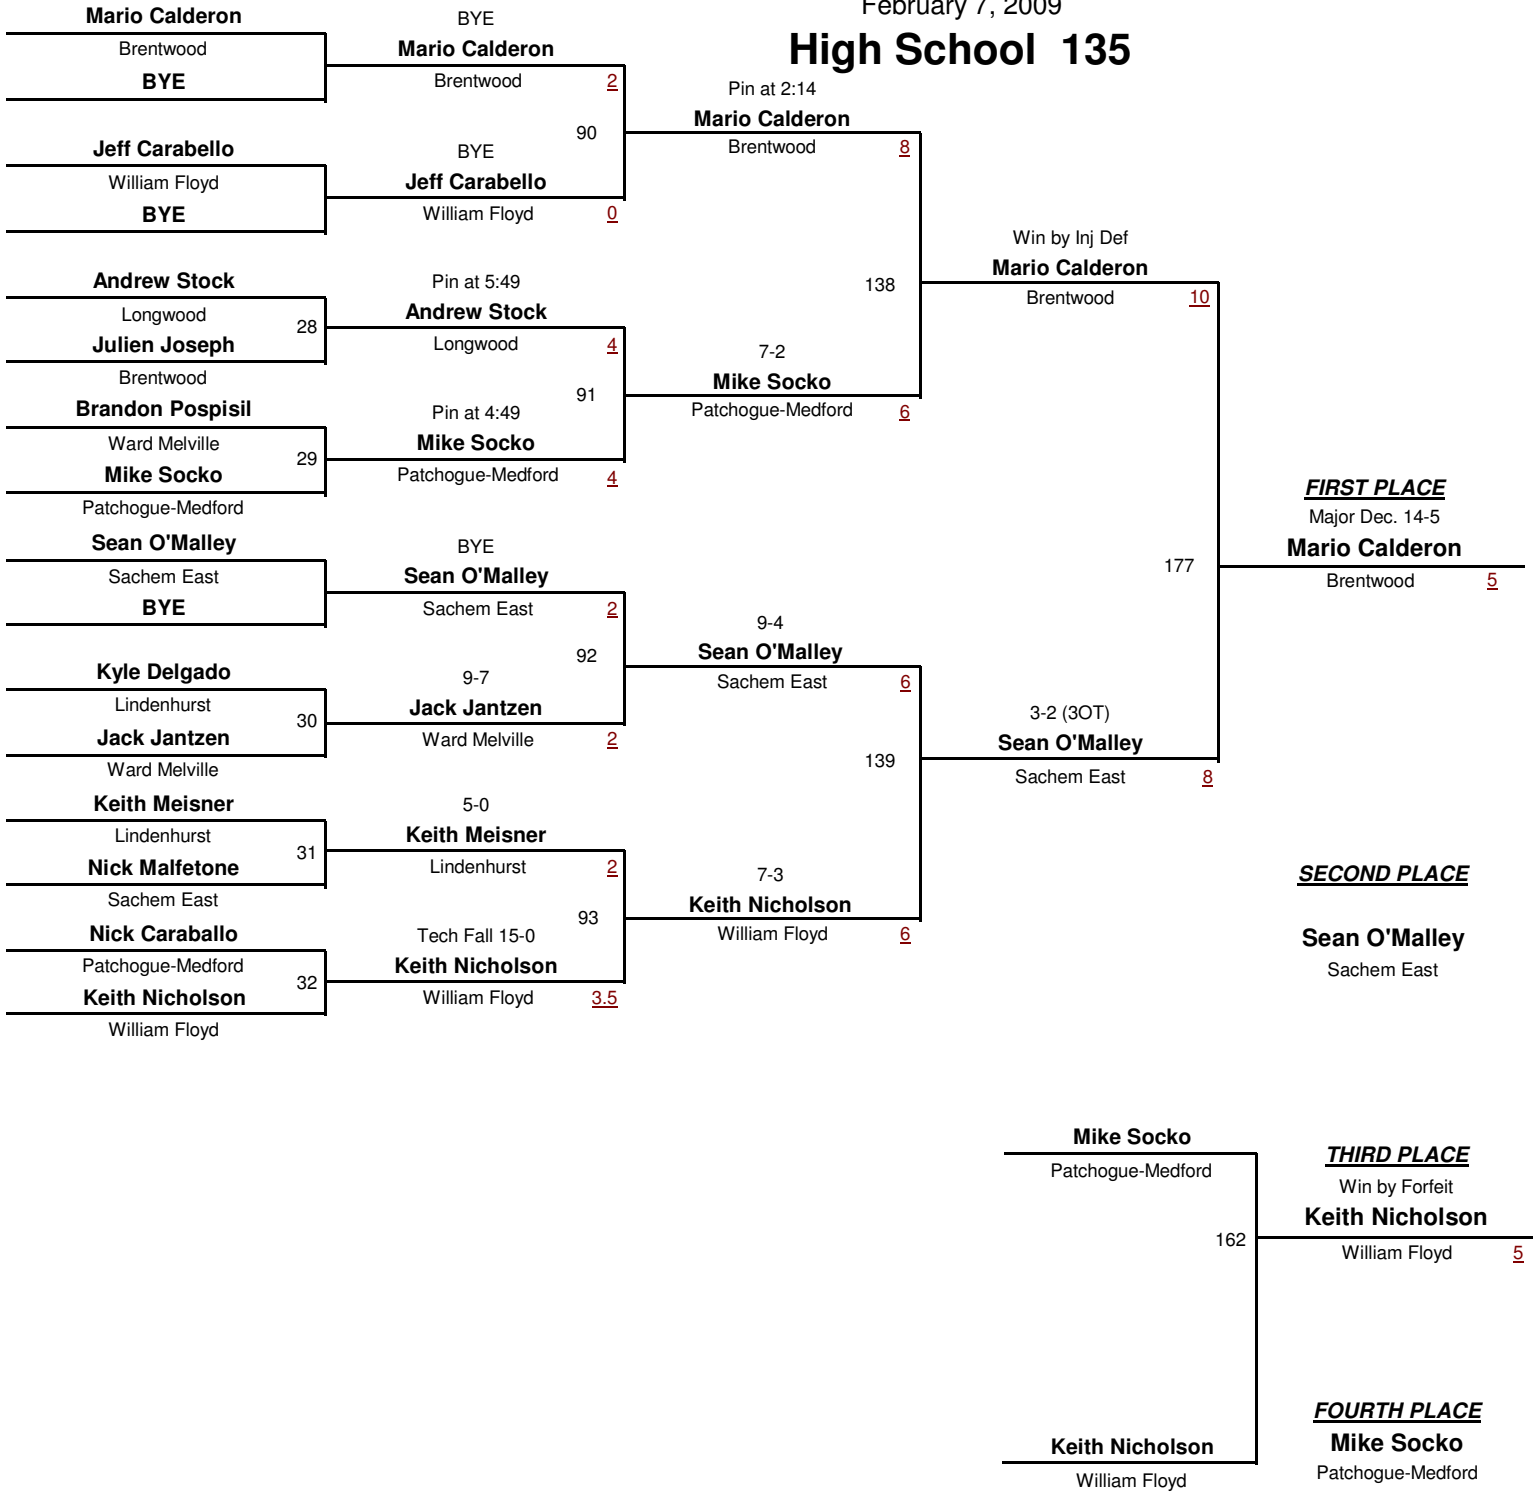 February 7, 2009
High School 135
Mario Calderon
Brentwood
BYE
Jeff Carabello
William Floyd
BYE
Andrew Stock
Longwood
28
Julien Joseph
Brentwood
Brandon Pospisil
Ward Melville
29
Mike Socko
Patchogue-Medford
Sean O'Malley
Sachem East
BYE
Kyle Delgado
Lindenhurst
30
Jack Jantzen
Ward Melville
Keith Meisner
Lindenhurst
31
Nick Malfetone
Sachem East
Nick Caraballo
Patchogue-Medford
32
Keith Nicholson
William Floyd
BYE
Mario Calderon
Brentwood 2
90
BYE
Jeff Carabello
William Floyd 0
Pin at 5:49
Andrew Stock
Longwood 4
91
Pin at 4:49
Mike Socko
Patchogue-Medford 4
BYE
Sean O'Malley
Sachem East 2
92
9-7
Jack Jantzen
Ward Melville 2
5-0
Keith Meisner
Lindenhurst 2
93
Tech Fall 15-0
Keith Nicholson
William Floyd 3.5
Pin at 2:14
Mario Calderon
Brentwood 8
138
7-2
Mike Socko
Patchogue-Medford 6
9-4
Sean O'Malley
Sachem East 6
139
7-3
Keith Nicholson
William Floyd 6
Win by Inj Def
Mario Calderon
Brentwood 10
177
3-2 (3OT)
Sean O'Malley
Sachem East 8
FIRST PLACE
Major Dec. 14-5
Mario Calderon
Brentwood 5
SECOND PLACE
Sean O'Malley
Sachem East
Mike Socko
Patchogue-Medford
162
Keith Nicholson
William Floyd
THIRD PLACE
Win by Forfeit
Keith Nicholson
William Floyd 5
FOURTH PLACE
Mike Socko
Patchogue-Medford